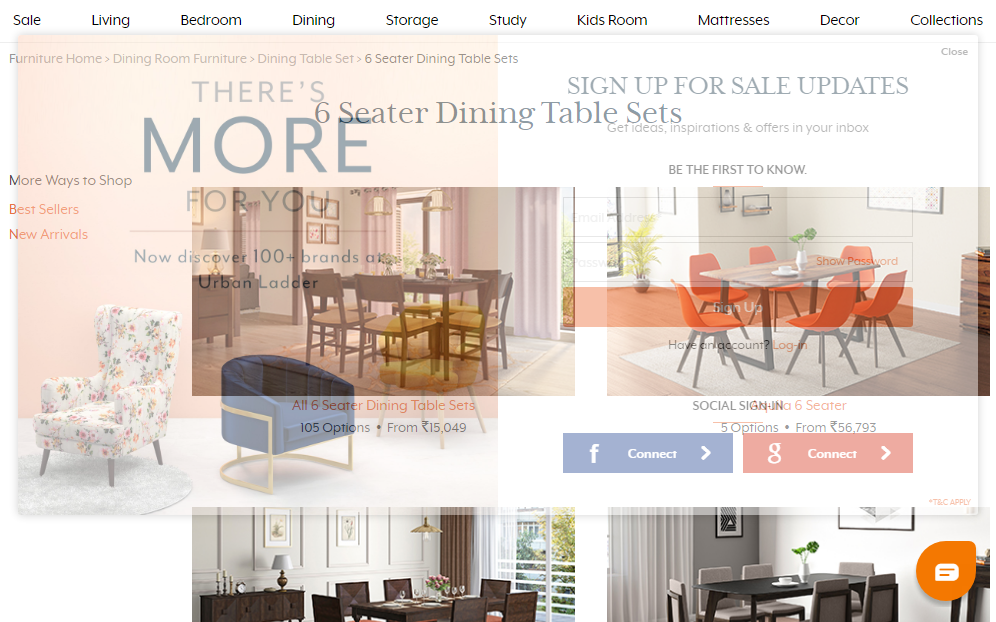 Sale Living Bedroom Dining Storage Study Kids Room Mattresses Decor Collections
Close
Furniture Home > Dining Room Furniture > Dining Table Set > 6 Seater Dining Table Sets
THERE'S
MORE
FOR YOU
Now discover 100+ brands at
Urban Ladder
6 Seater Dining Table Sets
SIGN UP FOR SALE UPDATES
Get ideas, inspirations & offers in your inbox
BE THE FIRST TO KNOW.
Email Address*
Password*
Show Password
Sign Up
Have an account? Log-in
SOCIAL SIGN-IN
f Connect
g Connect
*T&C APPLY
More Ways to Shop
Best Sellers
New Arrivals
All 6 Seater Dining Table Sets
105 Options • From ₹15,049
6 Seater
5 Options • From ₹56,793